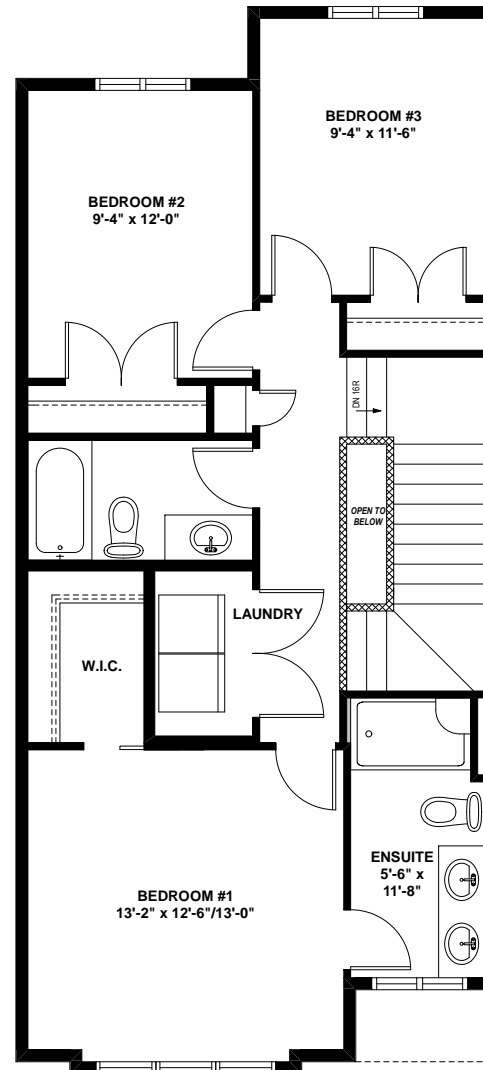 BEDROOM #3
9'-4" x 11'-6"
BEDROOM #2
9'-4" x 12'-0"
DN 16R
OPEN TO
BELOW
LAUNDRY
W.I.C.
ENSUITE
5'-6" x
11'-8"
BEDROOM #1
13'-2" x 12'-6"/13'-0"